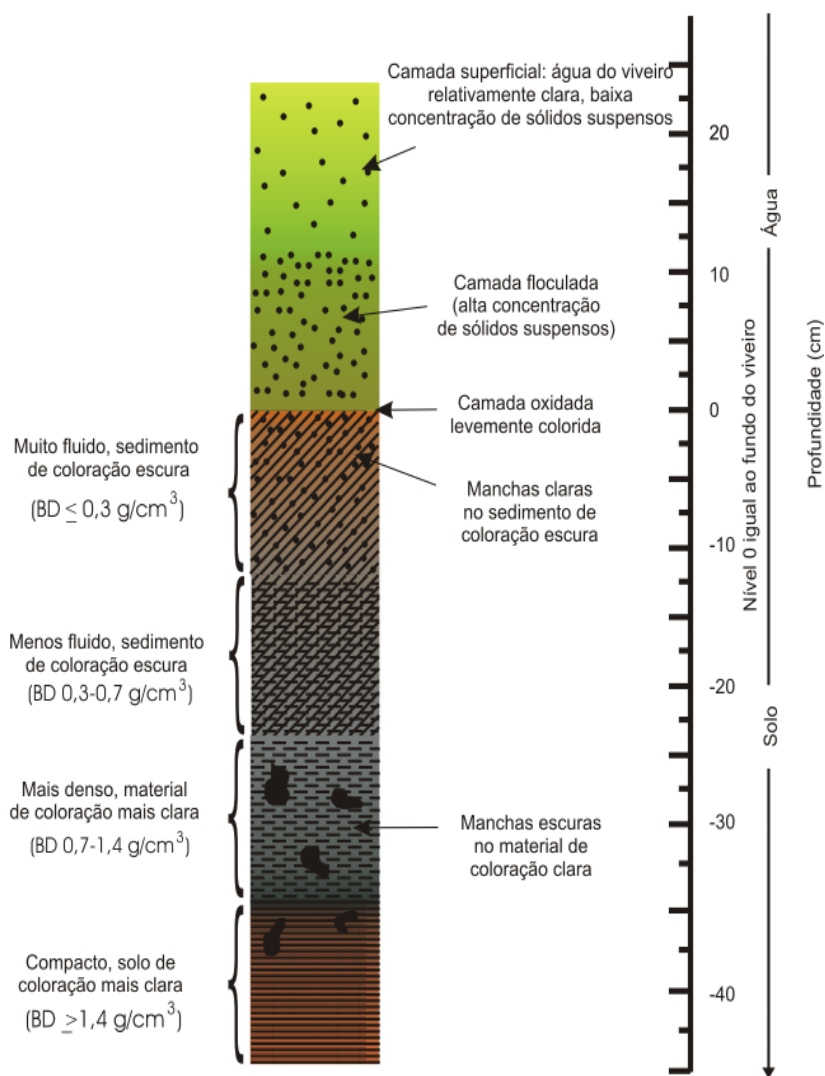 Camada superficial: água do viveiro
relativamente clara, baixa
concentração de sólidos suspensos
Camada floculada
(alta concentração
de sólidos suspensos)
Camada oxidada
levemente colorida
Manchas claras
no sedimento de
coloração escura
Manchas escuras
no material de
coloração clara
Muito fluido, sedimento
de coloração escura
(BD ≤ 0,3 g/cm³)
Menos fluido, sedimento
de coloração escura
(BD 0,3-0,7 g/cm³)
Mais denso, material
de coloração mais clara
(BD 0,7-1,4 g/cm³)
Compacto, solo de
coloração mais clara
(BD ≥1,4 g/cm³)
20
10
0
-10
-20
-30
-40
Nível 0 igual ao fundo do viveiro
Água
Solo
Profundidade (cm)